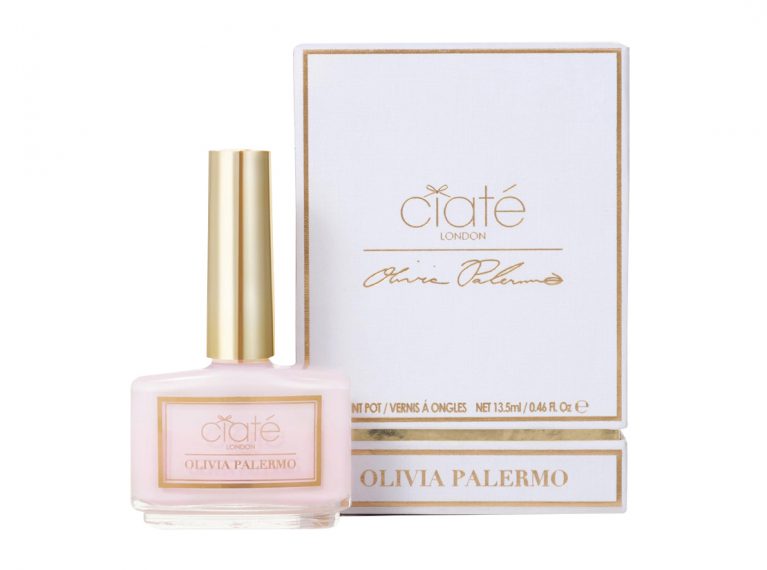 ciaté
LONDON
Olivia Palermo
POT / VERNIS Á ONGLES NET 13.5ml / 0.46 Fl. Oz ℮
OLIVIA PALERMO
ciaté
LONDON
OLIVIA PALERMO